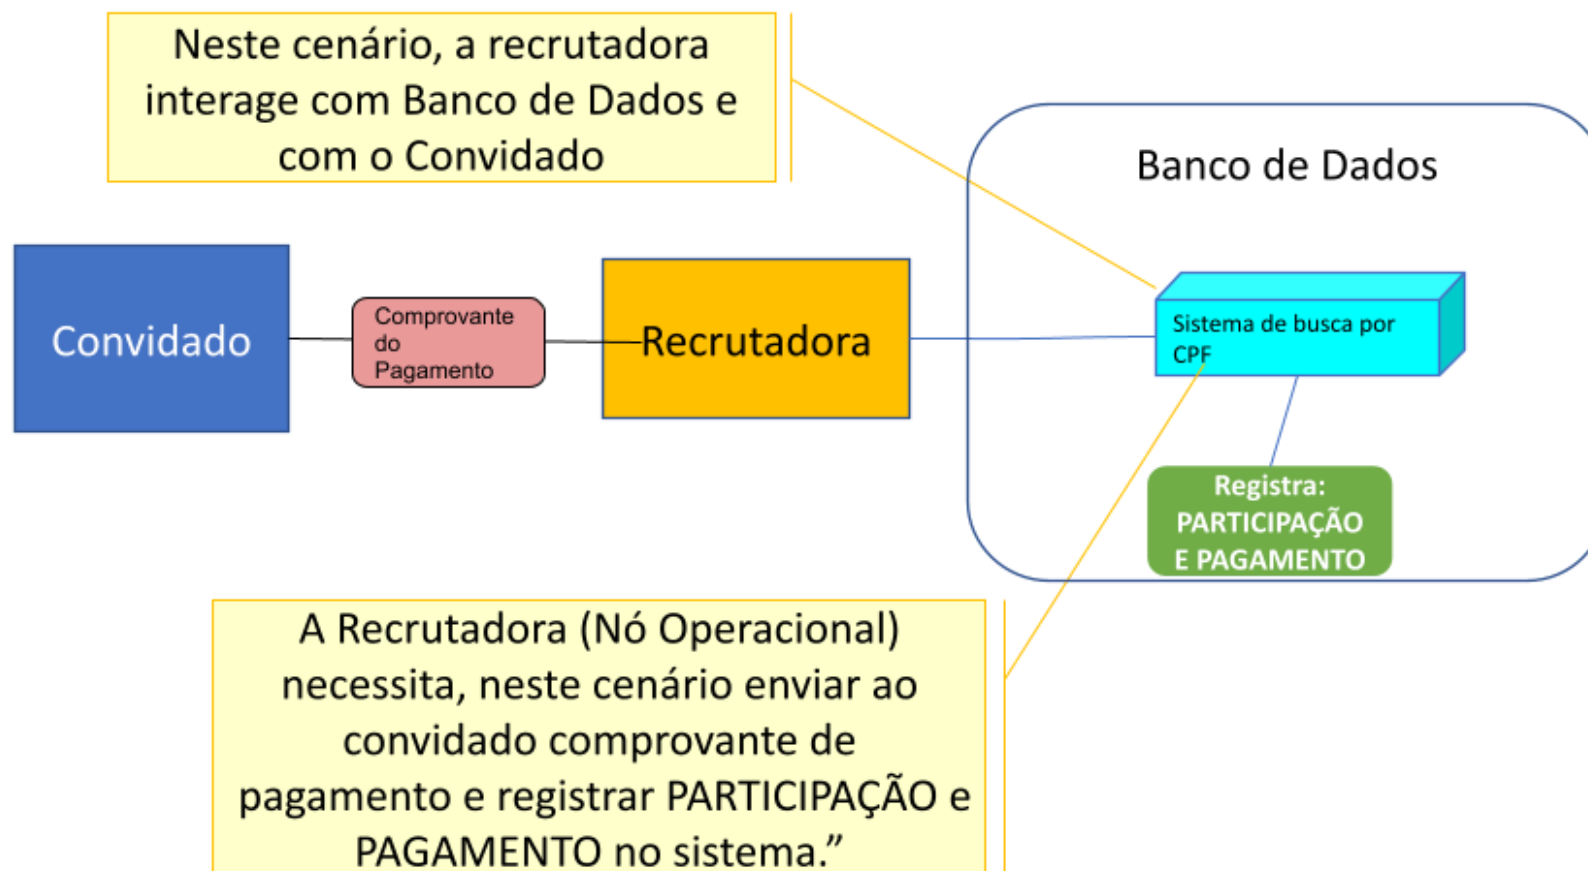 Neste cenário, a recrutadora
interage com Banco de Dados e
com o Convidado
Banco de Dados
Convidado
Comprovante
do
Pagamento
Recrutadora
Sistema de busca por
CPF
Registra:
PARTICIPAÇÃO
E PAGAMENTO
A Recrutadora (Nó Operacional)
necessita, neste cenário enviar ao
convidado comprovante de
pagamento e registrar PARTICIPAÇÃO e
PAGAMENTO no sistema.”